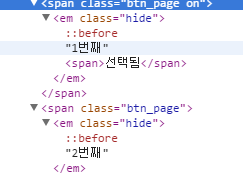 ▼<span class="btn_page on">
▼<em class="hide">
::before
"1번째"
<span>선택됨</span>
</em>
</span>
▼<span class="btn_page">
▼<em class="hide">
::before
"2번째"
</em>